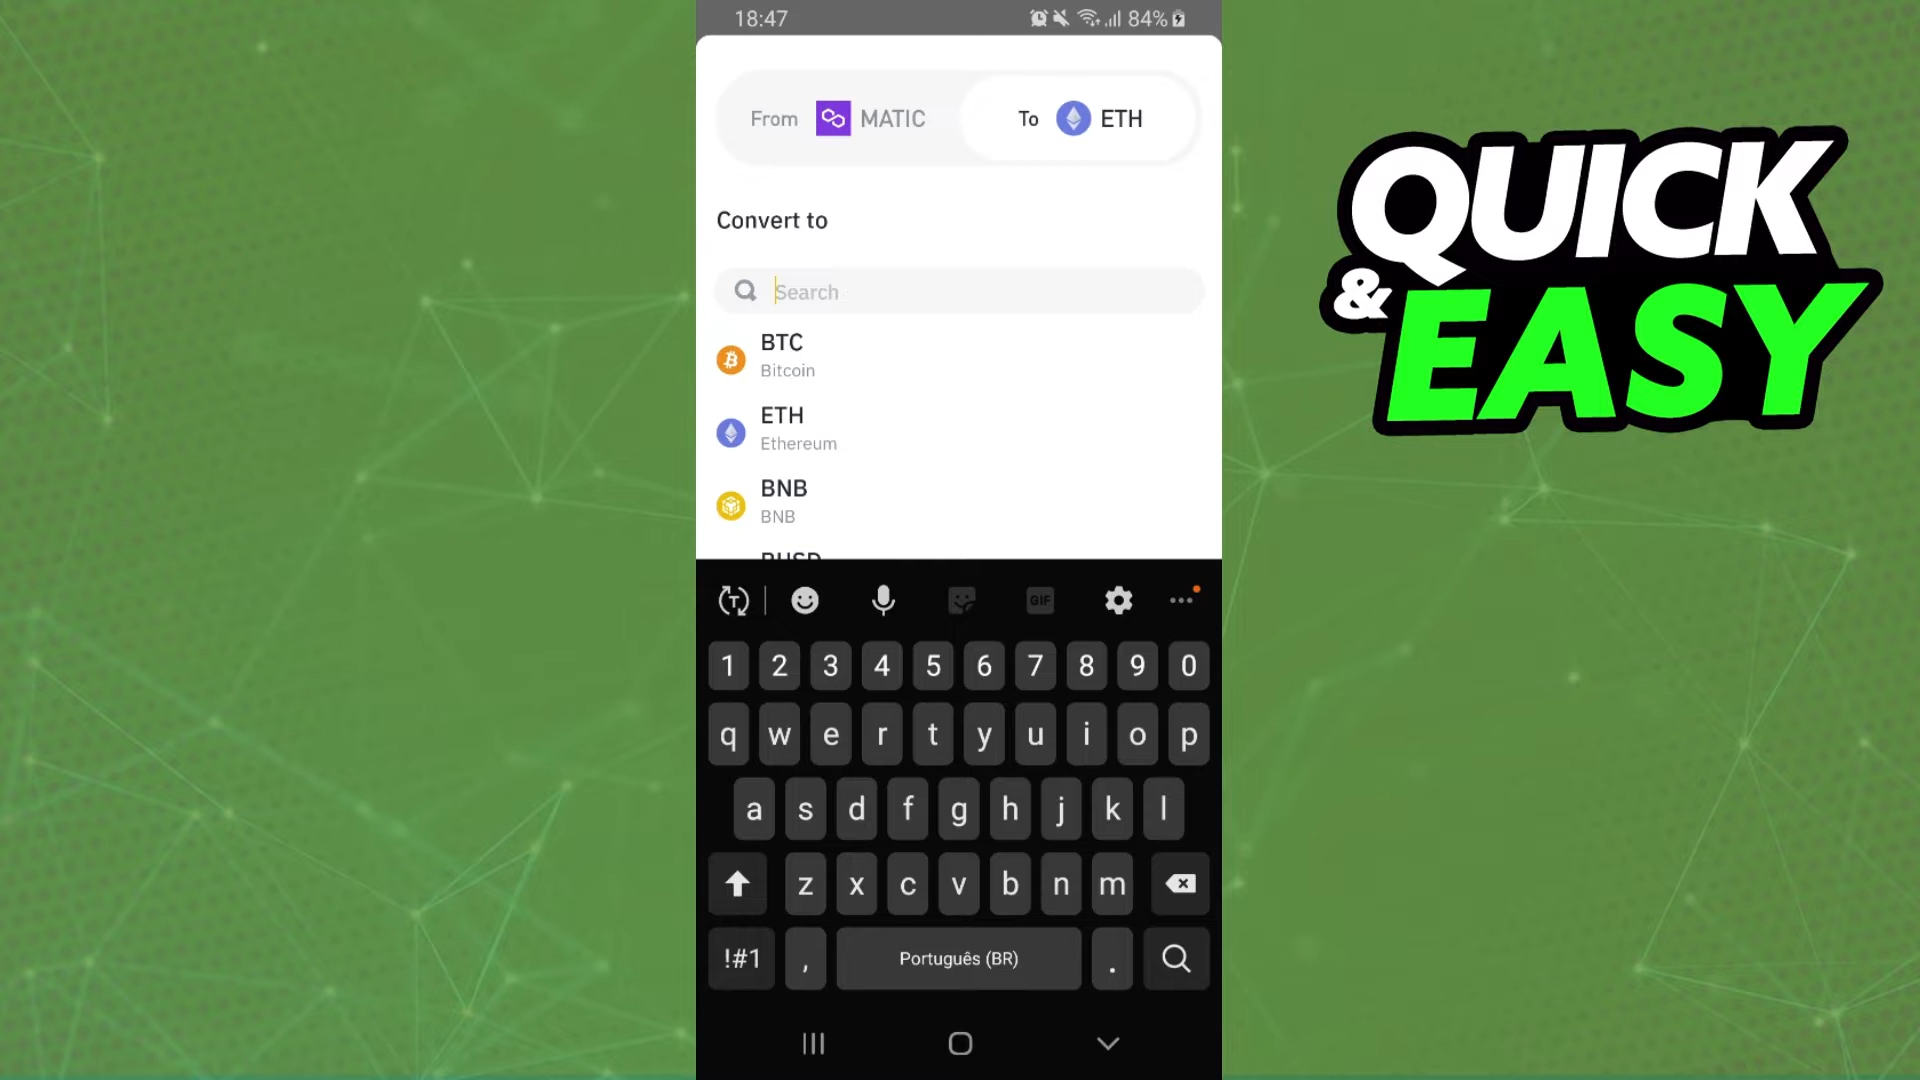 18:47
84%
From MATIC To ETH
Convert to
Search
BTC
Bitcoin
ETH
Ethereum
BNB
BNB
BUSD
GIF
1 2 3 4 5 6 7 8 9 0
q w e r t y u i o p
a s d f g h j k l
z x c v b n m
!#1 , Português (BR) .
QUICK
& EASY